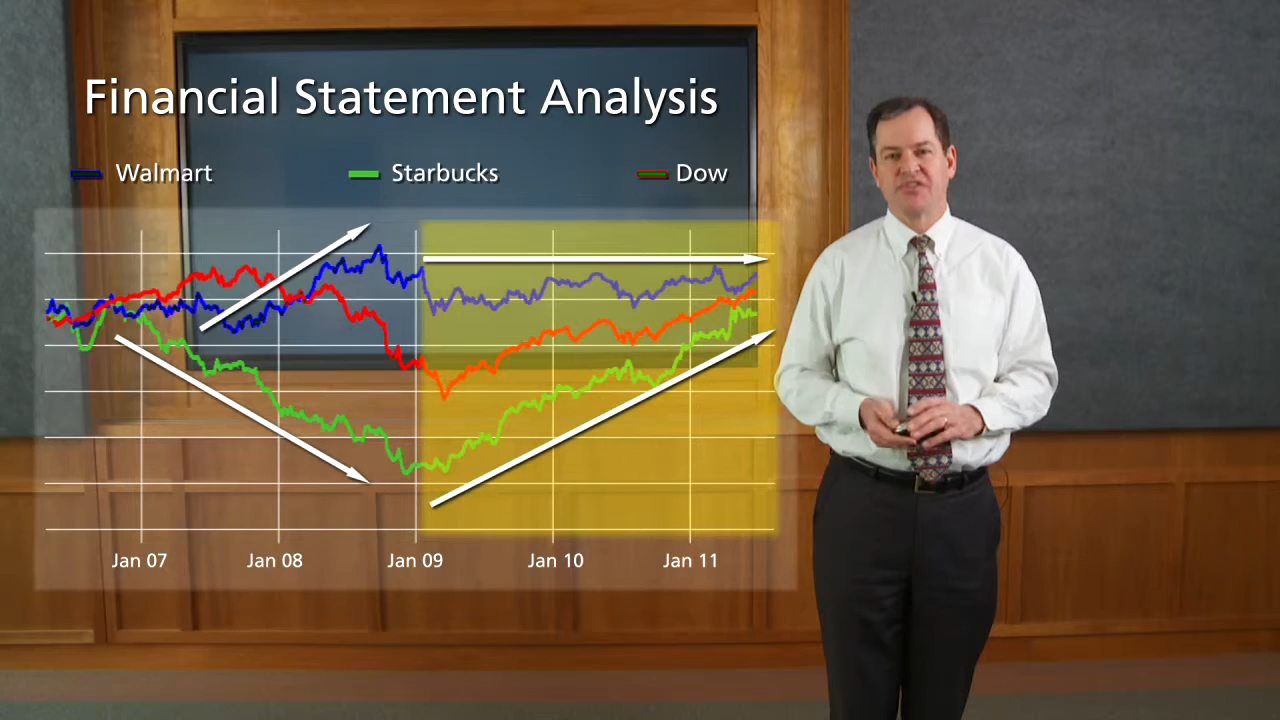 Financial Statement Analysis
Walmart Starbucks Dow
Jan 07 Jan 08 Jan 09 Jan 10 Jan 11